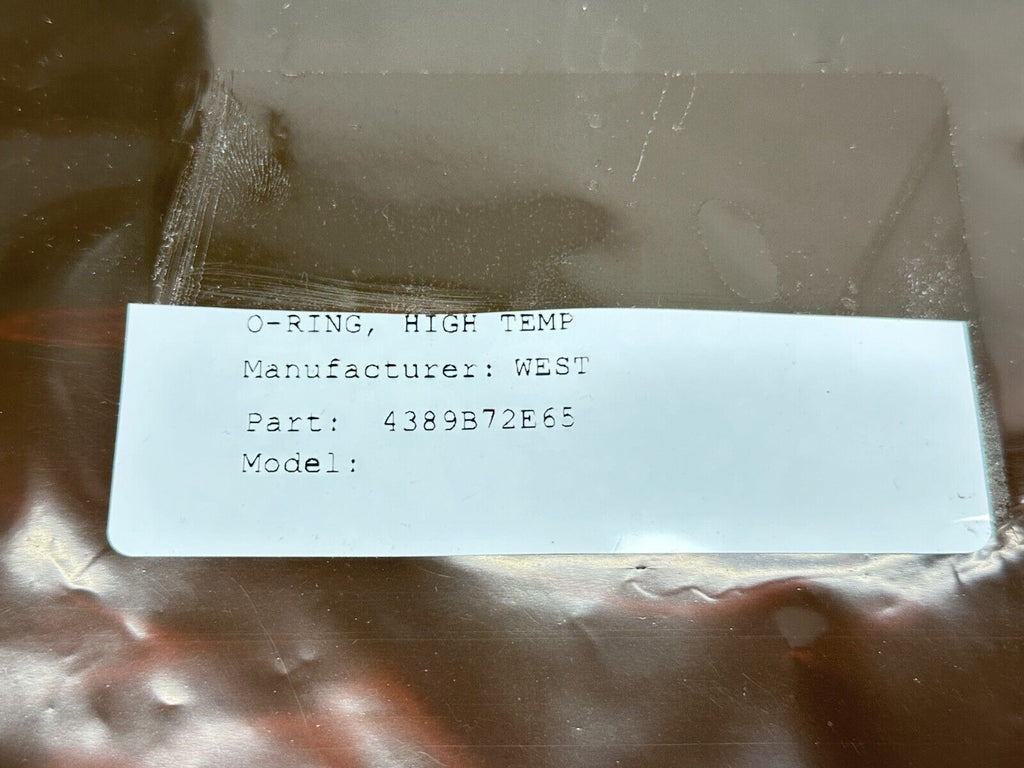 O-RING, HIGH TEMP
Manufacturer: WEST
Part: 4389B72E65
Model: